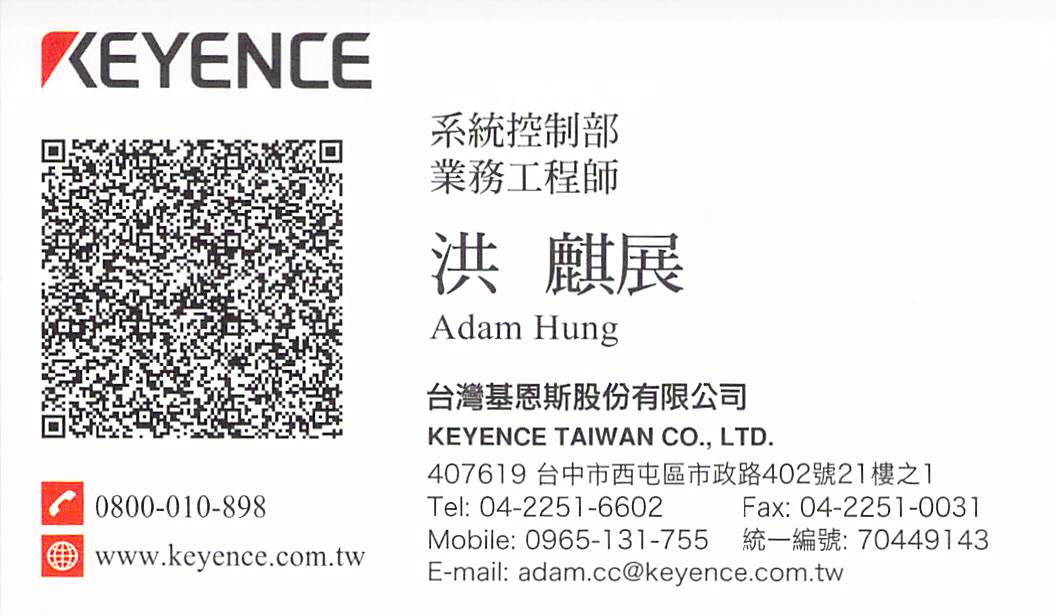 KEYENCE
系統控制部
業務工程師
洪 麒展
Adam Hung
台灣基恩斯股份有限公司
KEYENCE TAIWAN CO., LTD.
407619 台中市西屯區市政路402號21樓之1
Tel: 04-2251-6602 Fax: 04-2251-0031
Mobile: 0965-131-755 統一編號: 70449143
E-mail: adam.cc@keyence.com.tw
0800-010-898
www.keyence.com.tw